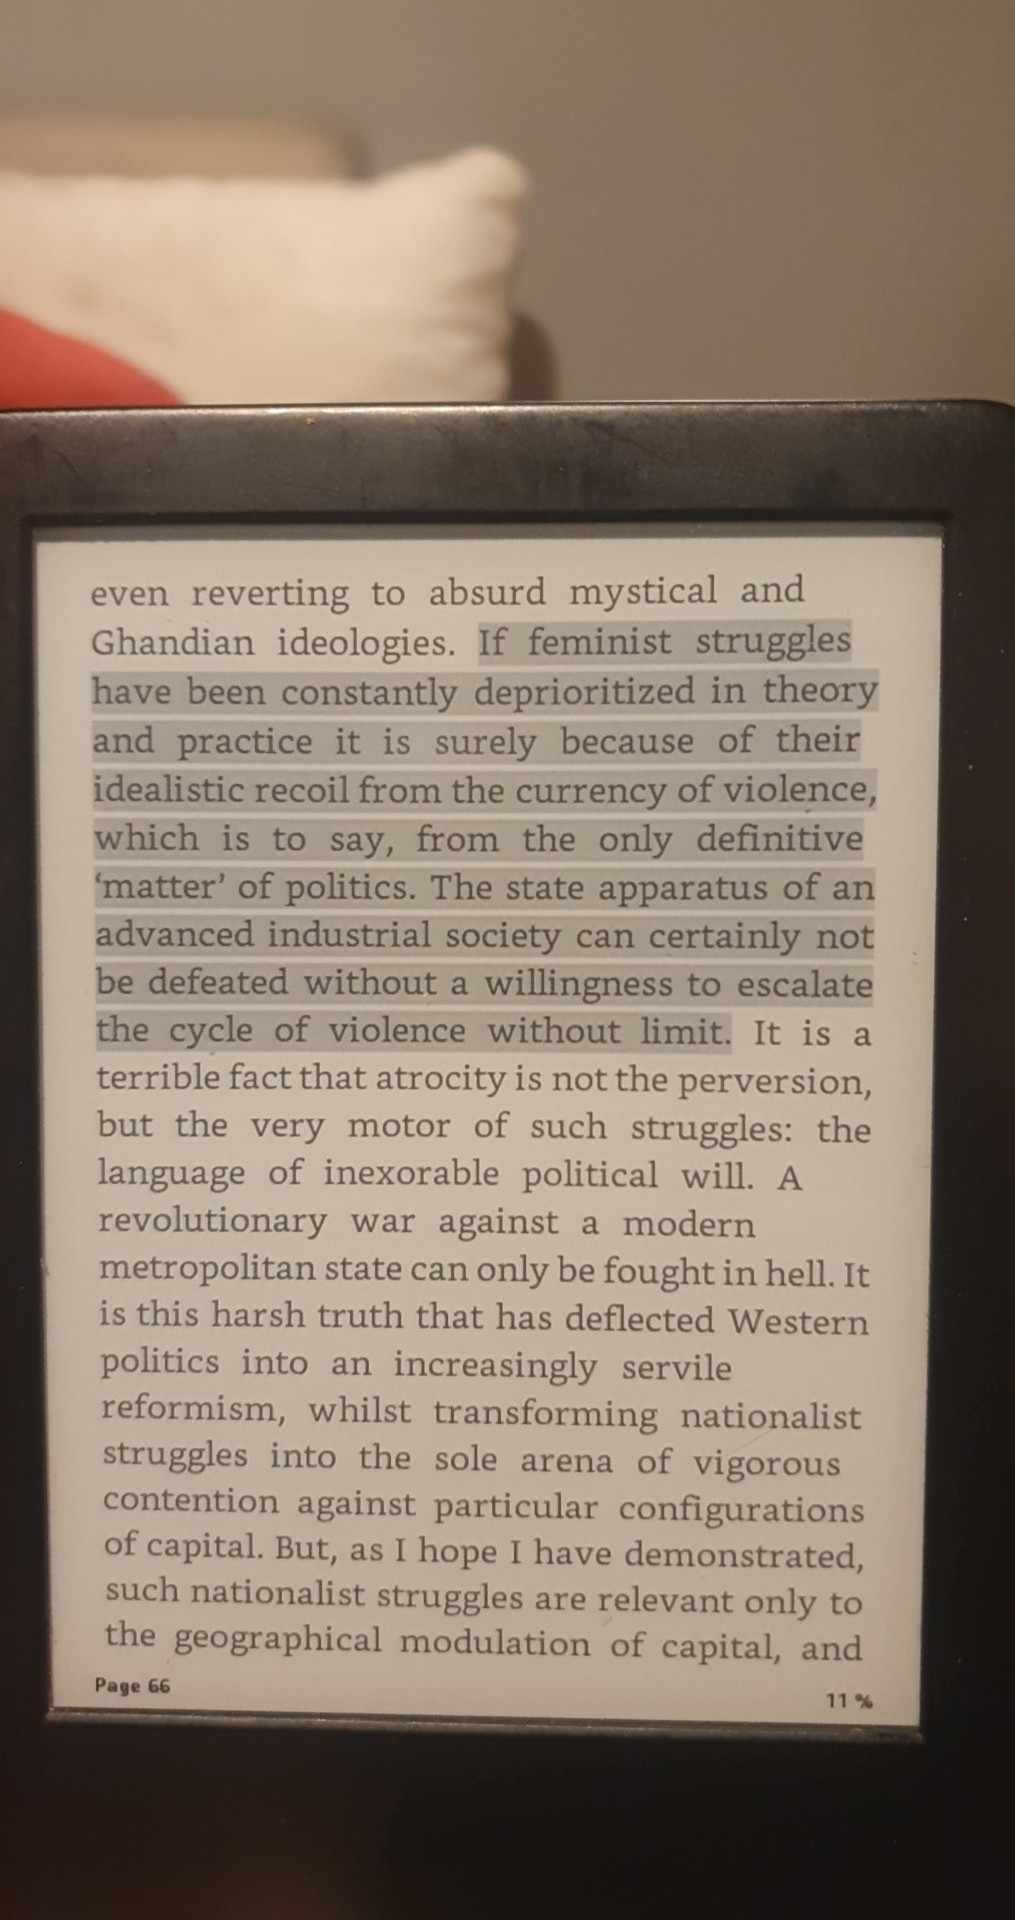 even reverting to absurd mystical and
Ghandian ideologies. If feminist struggles
have been constantly deprioritized in theory
and practice it is surely because of their
idealistic recoil from the currency of violence,
which is to say, from the only definitive
‘matter’ of politics. The state apparatus of an
advanced industrial society can certainly not
be defeated without a willingness to escalate
the cycle of violence without limit. It is a
terrible fact that atrocity is not the perversion,
but the very motor of such struggles: the
language of inexorable political will. A
revolutionary war against a modern
metropolitan state can only be fought in hell. It
is this harsh truth that has deflected Western
politics into an increasingly servile
reformism, whilst transforming nationalist
struggles into the sole arena of vigorous
contention against particular configurations
of capital. But, as I hope I have demonstrated,
such nationalist struggles are relevant only to
the geographical modulation of capital, and
Page 66
11 %